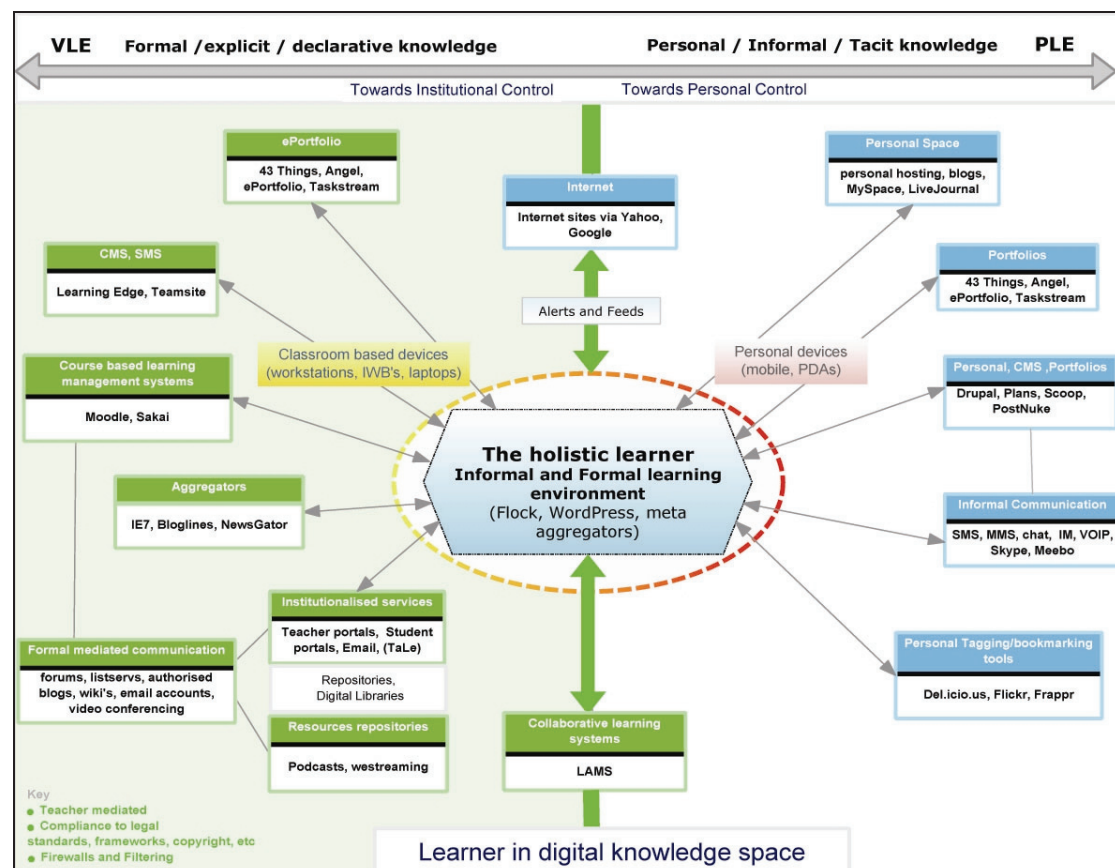 VLE Formal /explicit / declarative knowledge Personal / Informal / Tacit knowledge PLE
Towards Institutional Control Towards Personal Control
ePortfolio
43 Things, Angel,
ePortfolio, Taskstream
Internet
Internet sites via Yahoo,
Google
Personal Space
personal hosting, blogs,
MySpace, LiveJournal
CMS, SMS
Learning Edge, Teamsite
Portfolios
43 Things, Angel,
ePortfolio, Taskstream
Alerts and Feeds
Classroom based devices
(workstations, IWB's, laptops)
Personal devices
(mobile, PDAs)
Course based learning
management systems
Moodle, Sakai
Personal, CMS ,Portfolios
Drupal, Plans, Scoop,
PostNuke
The holistic learner
Informal and Formal learning
environment
(Flock, WordPress, meta
aggregators)
Aggregators
IE7, Bloglines, NewsGator
Informal Communication
SMS, MMS, chat, IM, VOIP,
Skype, Meebo
Institutionalised services
Teacher portals, Student
portals, Email, (TaLe)
Repositories,
Digital Libraries
Formal mediated communication
forums, listservs, authorised
blogs, wiki's, email accounts,
video conferencing
Personal Tagging/bookmarking
tools
Del.icio.us, Flickr, Frappr
Resources repositories
Podcasts, westreaming
Collaborative learning
systems
LAMS
Key
Teacher mediated
Compliance to legal
standards, frameworks, copyright, etc
Firewalls and Filtering
Learner in digital knowledge space